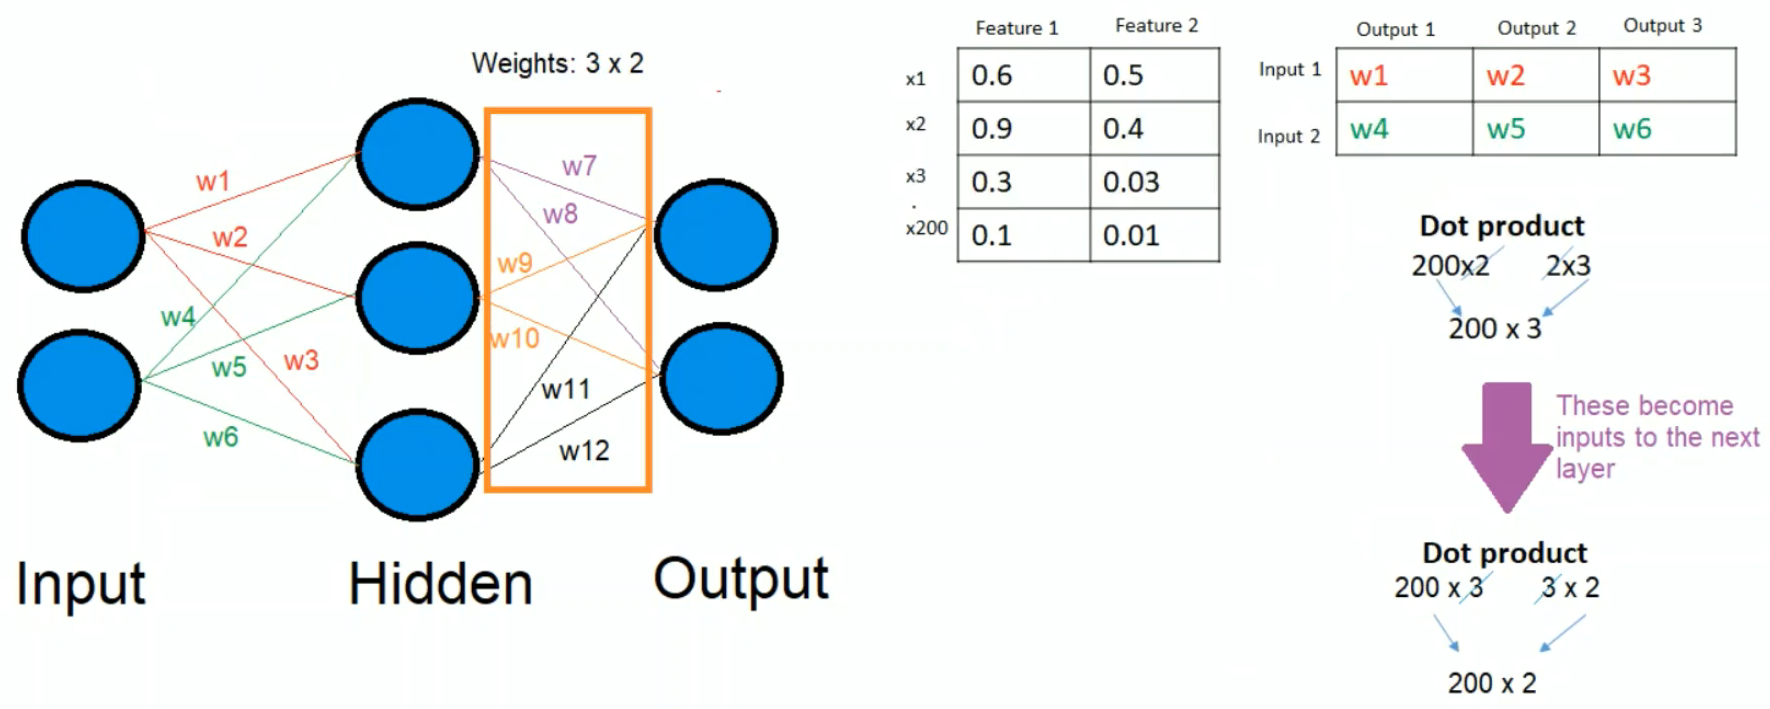 Weights: 3 x 2
w1
w2
w4
w5
w3
w6
w7
w8
w9
w10
w11
w12
Input
Hidden
Output
Feature 1 Feature 2
x1 0.6 0.5
x2 0.9 0.4
x3 0.3 0.03
.
x200 0.1 0.01
Output 1 Output 2 Output 3
Input 1 w1 w2 w3
Input 2 w4 w5 w6
Dot product
200x2 2x3
200 x 3
These become
inputs to the next
layer
Dot product
200 x 3 3 x 2
200 x 2